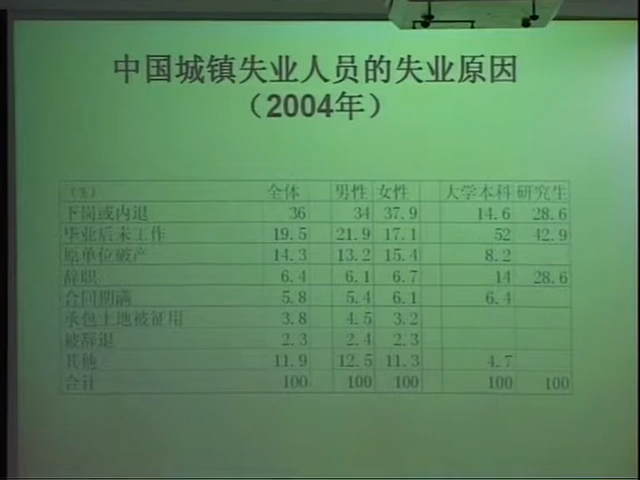 中国城镇失业人员的失业原因
（2004年）
（%） 全体 男性 女性 大学本科 研究生
下岗或内退 36 34 37.9 14.6 28.6
毕业后未工作 19.5 21.9 17.1 52 42.9
原单位破产 14.3 13.2 15.4 8.2
辞职 6.4 6.1 6.7 14 28.6
合同期满 5.8 5.4 6.1 6.4
承包土地被征用 3.8 4.5 3.2
被辞退 2.3 2.4 2.3
其他 11.9 12.5 11.3 4.7
合计 100 100 100 100 100